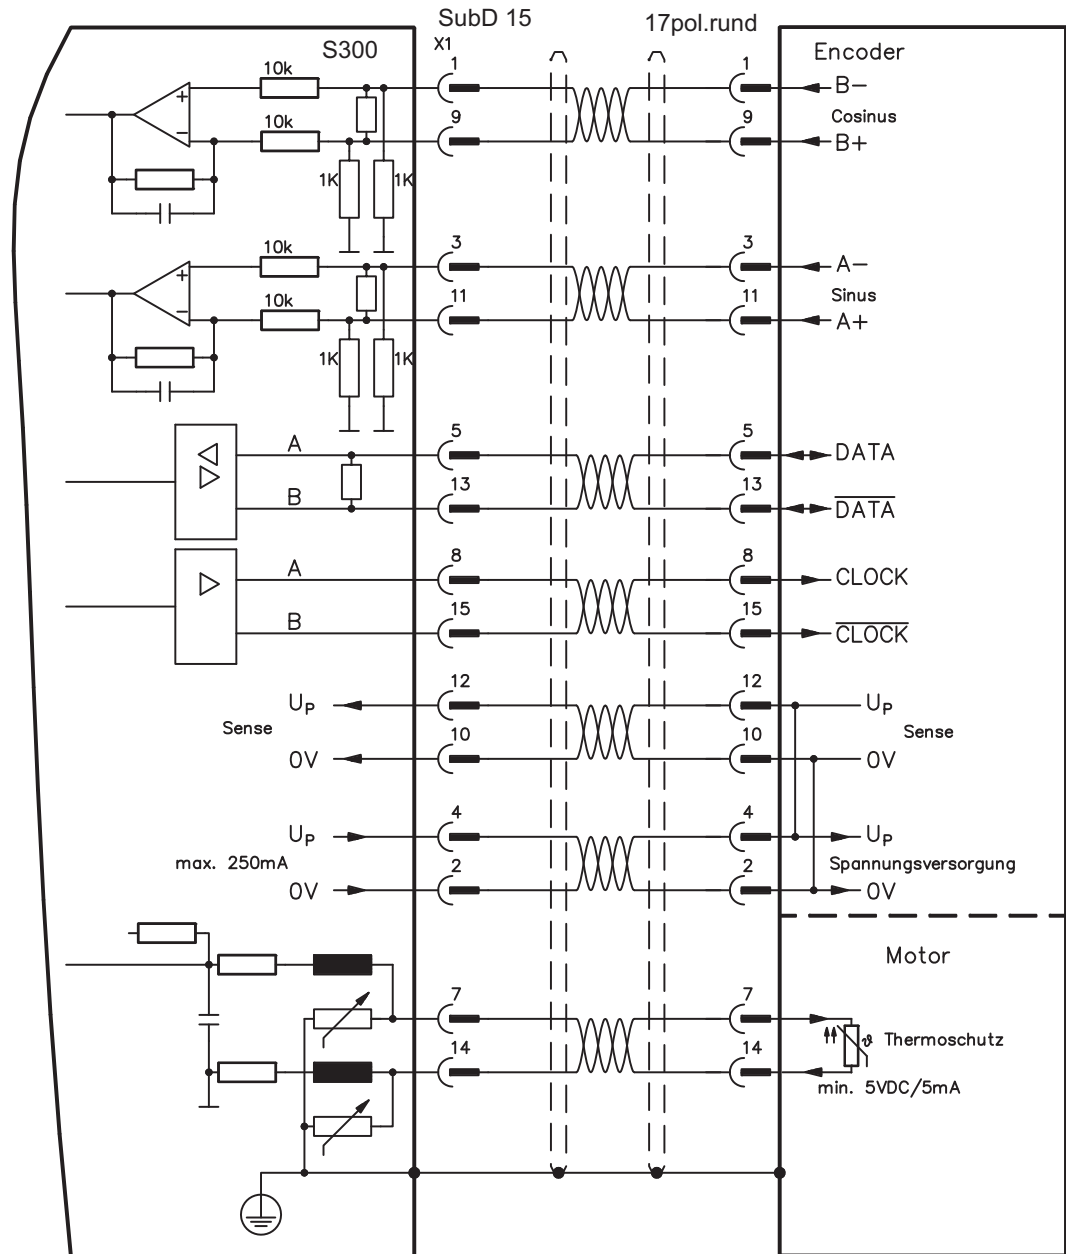 SubD 15
17pol.rund
S300
X1
Encoder
10k
1
1
B−
Cosinus
10k
9
9
B+
1K
1K
+
−
10k
3
3
A−
Sinus
10k
11
11
A+
1K
1K
+
−
A
5
5
DATA
B
13
13
DATA
A
8
8
CLOCK
B
15
15
CLOCK
UP
12
12
UP
Sense
Sense
0V
10
10
0V
UP
4
4
UP
max. 250mA
Spannungsversorgung
0V
2
2
0V
Motor
7
7
ϑ Thermoschutz
14
14
min. 5VDC/5mA